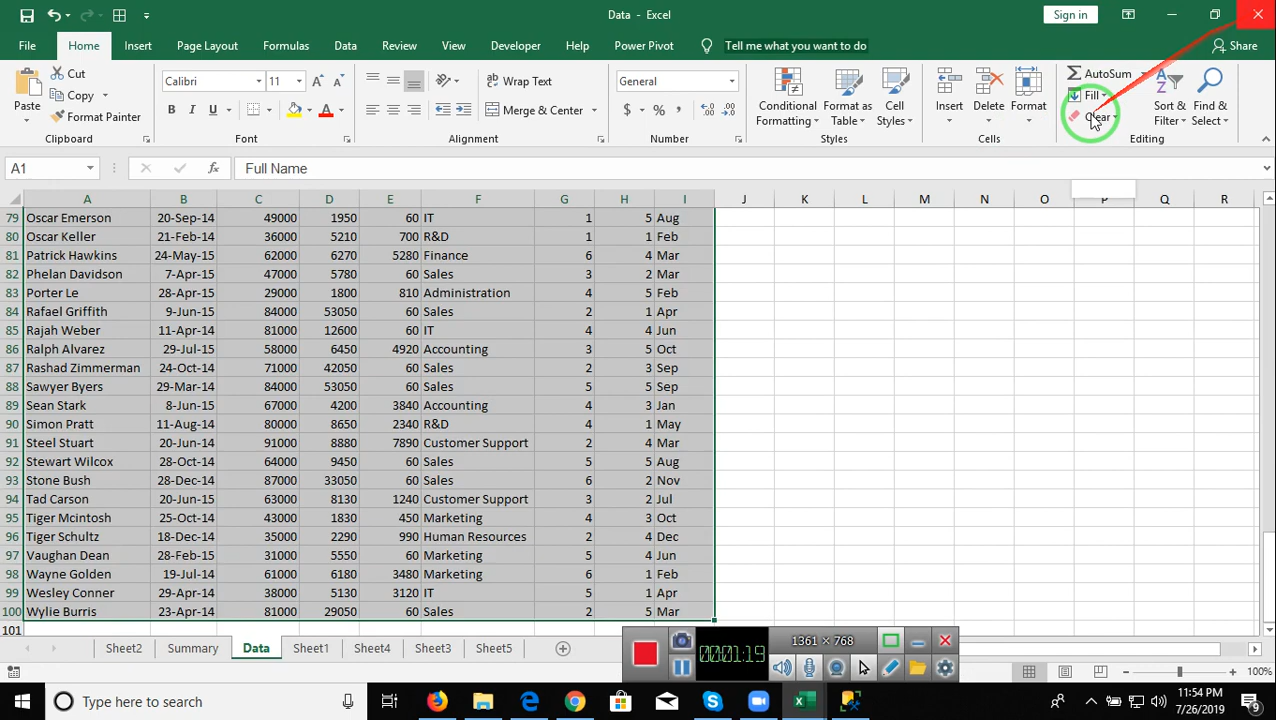 Data - Excel
Sign in
File Home Insert Page Layout Formulas Data Review View Developer Help Power Pivot Tell me what you want to do Share
Paste
Cut
Copy
Format Painter
Clipboard
Calibri 11
B I U
Font
Wrap Text
Merge & Center
Alignment
General
$ % ,
Number
Conditional Formatting
Format as Table
Cell Styles
Styles
Insert Delete Format
Cells
AutoSum
Fill
Clear
Sort & Filter
Find & Select
Editing
A1 fx Full Name
A B C D E F G H I J K L M N O P Q R
79 Oscar Emerson 20-Sep-14 49000 1950 60 IT 1 5 Aug
80 Oscar Keller 21-Feb-14 36000 5210 700 R&D 1 1 Feb
81 Patrick Hawkins 24-May-15 62000 6270 5280 Finance 6 4 Mar
82 Phelan Davidson 7-Apr-15 47000 5780 60 Sales 3 2 Mar
83 Porter Le 28-Apr-15 29000 1800 810 Administration 4 5 Feb
84 Rafael Griffith 9-Jun-15 84000 53050 60 Sales 2 1 Apr
85 Rajah Weber 11-Apr-14 81000 12600 60 IT 4 4 Jun
86 Ralph Alvarez 29-Jul-15 58000 6450 4920 Accounting 3 5 Oct
87 Rashad Zimmerman 24-Oct-14 71000 42050 60 Sales 2 3 Sep
88 Sawyer Byers 29-Mar-14 84000 53050 60 Sales 5 5 Sep
89 Sean Stark 8-Jun-15 67000 4200 3840 Accounting 4 3 Jan
90 Simon Pratt 11-Aug-14 80000 8650 2340 R&D 4 1 May
91 Steel Stuart 20-Jun-14 91000 8880 7890 Customer Support 2 4 Mar
92 Stewart Wilcox 28-Oct-14 64000 9450 60 Sales 5 5 Aug
93 Stone Bush 28-Dec-14 87000 33050 60 Sales 6 2 Nov
94 Tad Carson 20-Jun-15 63000 8130 1240 Customer Support 3 2 Jul
95 Tiger Mcintosh 25-Oct-14 43000 1830 450 Marketing 4 3 Oct
96 Tiger Schultz 18-Dec-14 35000 2290 990 Human Resources 2 4 Dec
97 Vaughan Dean 28-Feb-15 31000 5550 60 Marketing 5 4 Jun
98 Wayne Golden 19-Jul-14 61000 6180 3480 Marketing 6 1 Feb
99 Wesley Conner 29-Apr-14 38000 5130 3120 IT 5 1 Apr
100 Wylie Burris 23-Apr-14 81000 29050 60 Sales 2 5 Mar
101
Sheet2 Summary Data Sheet1 Sheet4 Sheet3 Sheet5
00:01:19
1361 × 768
100%
Type here to search
11:54 PM
7/26/2019
9